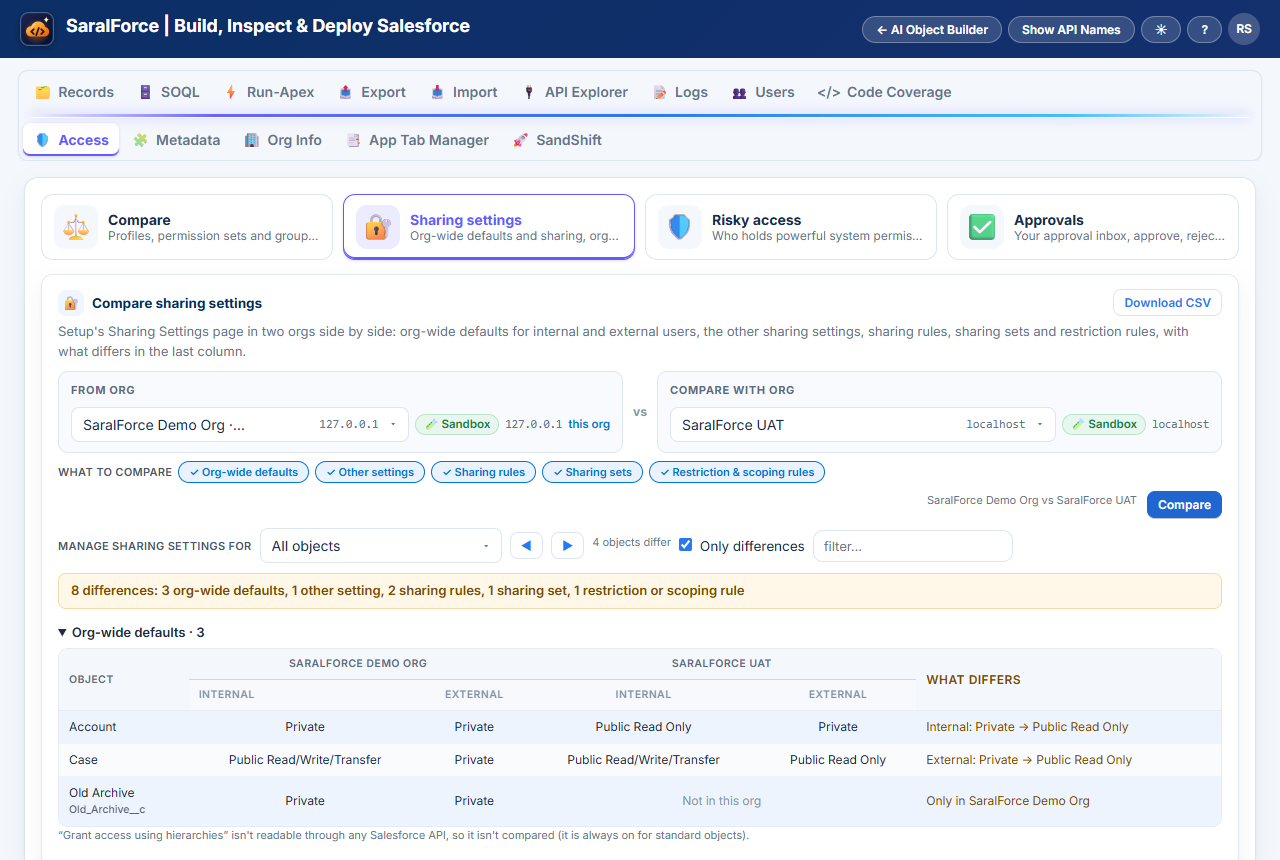 SaralForce | Build, Inspect & Deploy Salesforce
← AI Object Builder
Show API Names
?
RS
Records
SOQL
Run-Apex
Export
Import
API Explorer
Logs
Users
</> Code Coverage
Access
Metadata
Org Info
App Tab Manager
SandShift
Compare
Profiles, permission sets and group...
Sharing settings
Org-wide defaults and sharing, org...
Risky access
Who holds powerful system permis...
Approvals
Your approval inbox, approve, rejec...
Compare sharing settings
Download CSV
Setup's Sharing Settings page in two orgs side by side: org-wide defaults for internal and external users, the other sharing settings, sharing rules, sharing sets and restriction rules, with
what differs in the last column.
FROM ORG
SaralForce Demo Org ·... 127.0.0.1
Sandbox
127.0.0.1 this org
vs
COMPARE WITH ORG
SaralForce UAT localhost
Sandbox
localhost
WHAT TO COMPARE
✓ Org-wide defaults
✓ Other settings
✓ Sharing rules
✓ Sharing sets
✓ Restriction & scoping rules
SaralForce Demo Org vs SaralForce UAT
Compare
MANAGE SHARING SETTINGS FOR
All objects
4 objects differ
Only differences
filter...
8 differences: 3 org-wide defaults, 1 other setting, 2 sharing rules, 1 sharing set, 1 restriction or scoping rule
▼ Org-wide defaults · 3
OBJECT
SARALFORCE DEMO ORG
SARALFORCE UAT
WHAT DIFFERS
INTERNAL EXTERNAL INTERNAL EXTERNAL
Account Private Private Public Read Only Private Internal: Private → Public Read Only
Case Public Read/Write/Transfer Private Public Read/Write/Transfer Public Read Only External: Private → Public Read Only
Old Archive
Old_Archive__c
Private Private Not in this org Only in SaralForce Demo Org
“Grant access using hierarchies” isn't readable through any Salesforce API, so it isn't compared (it is always on for standard objects).